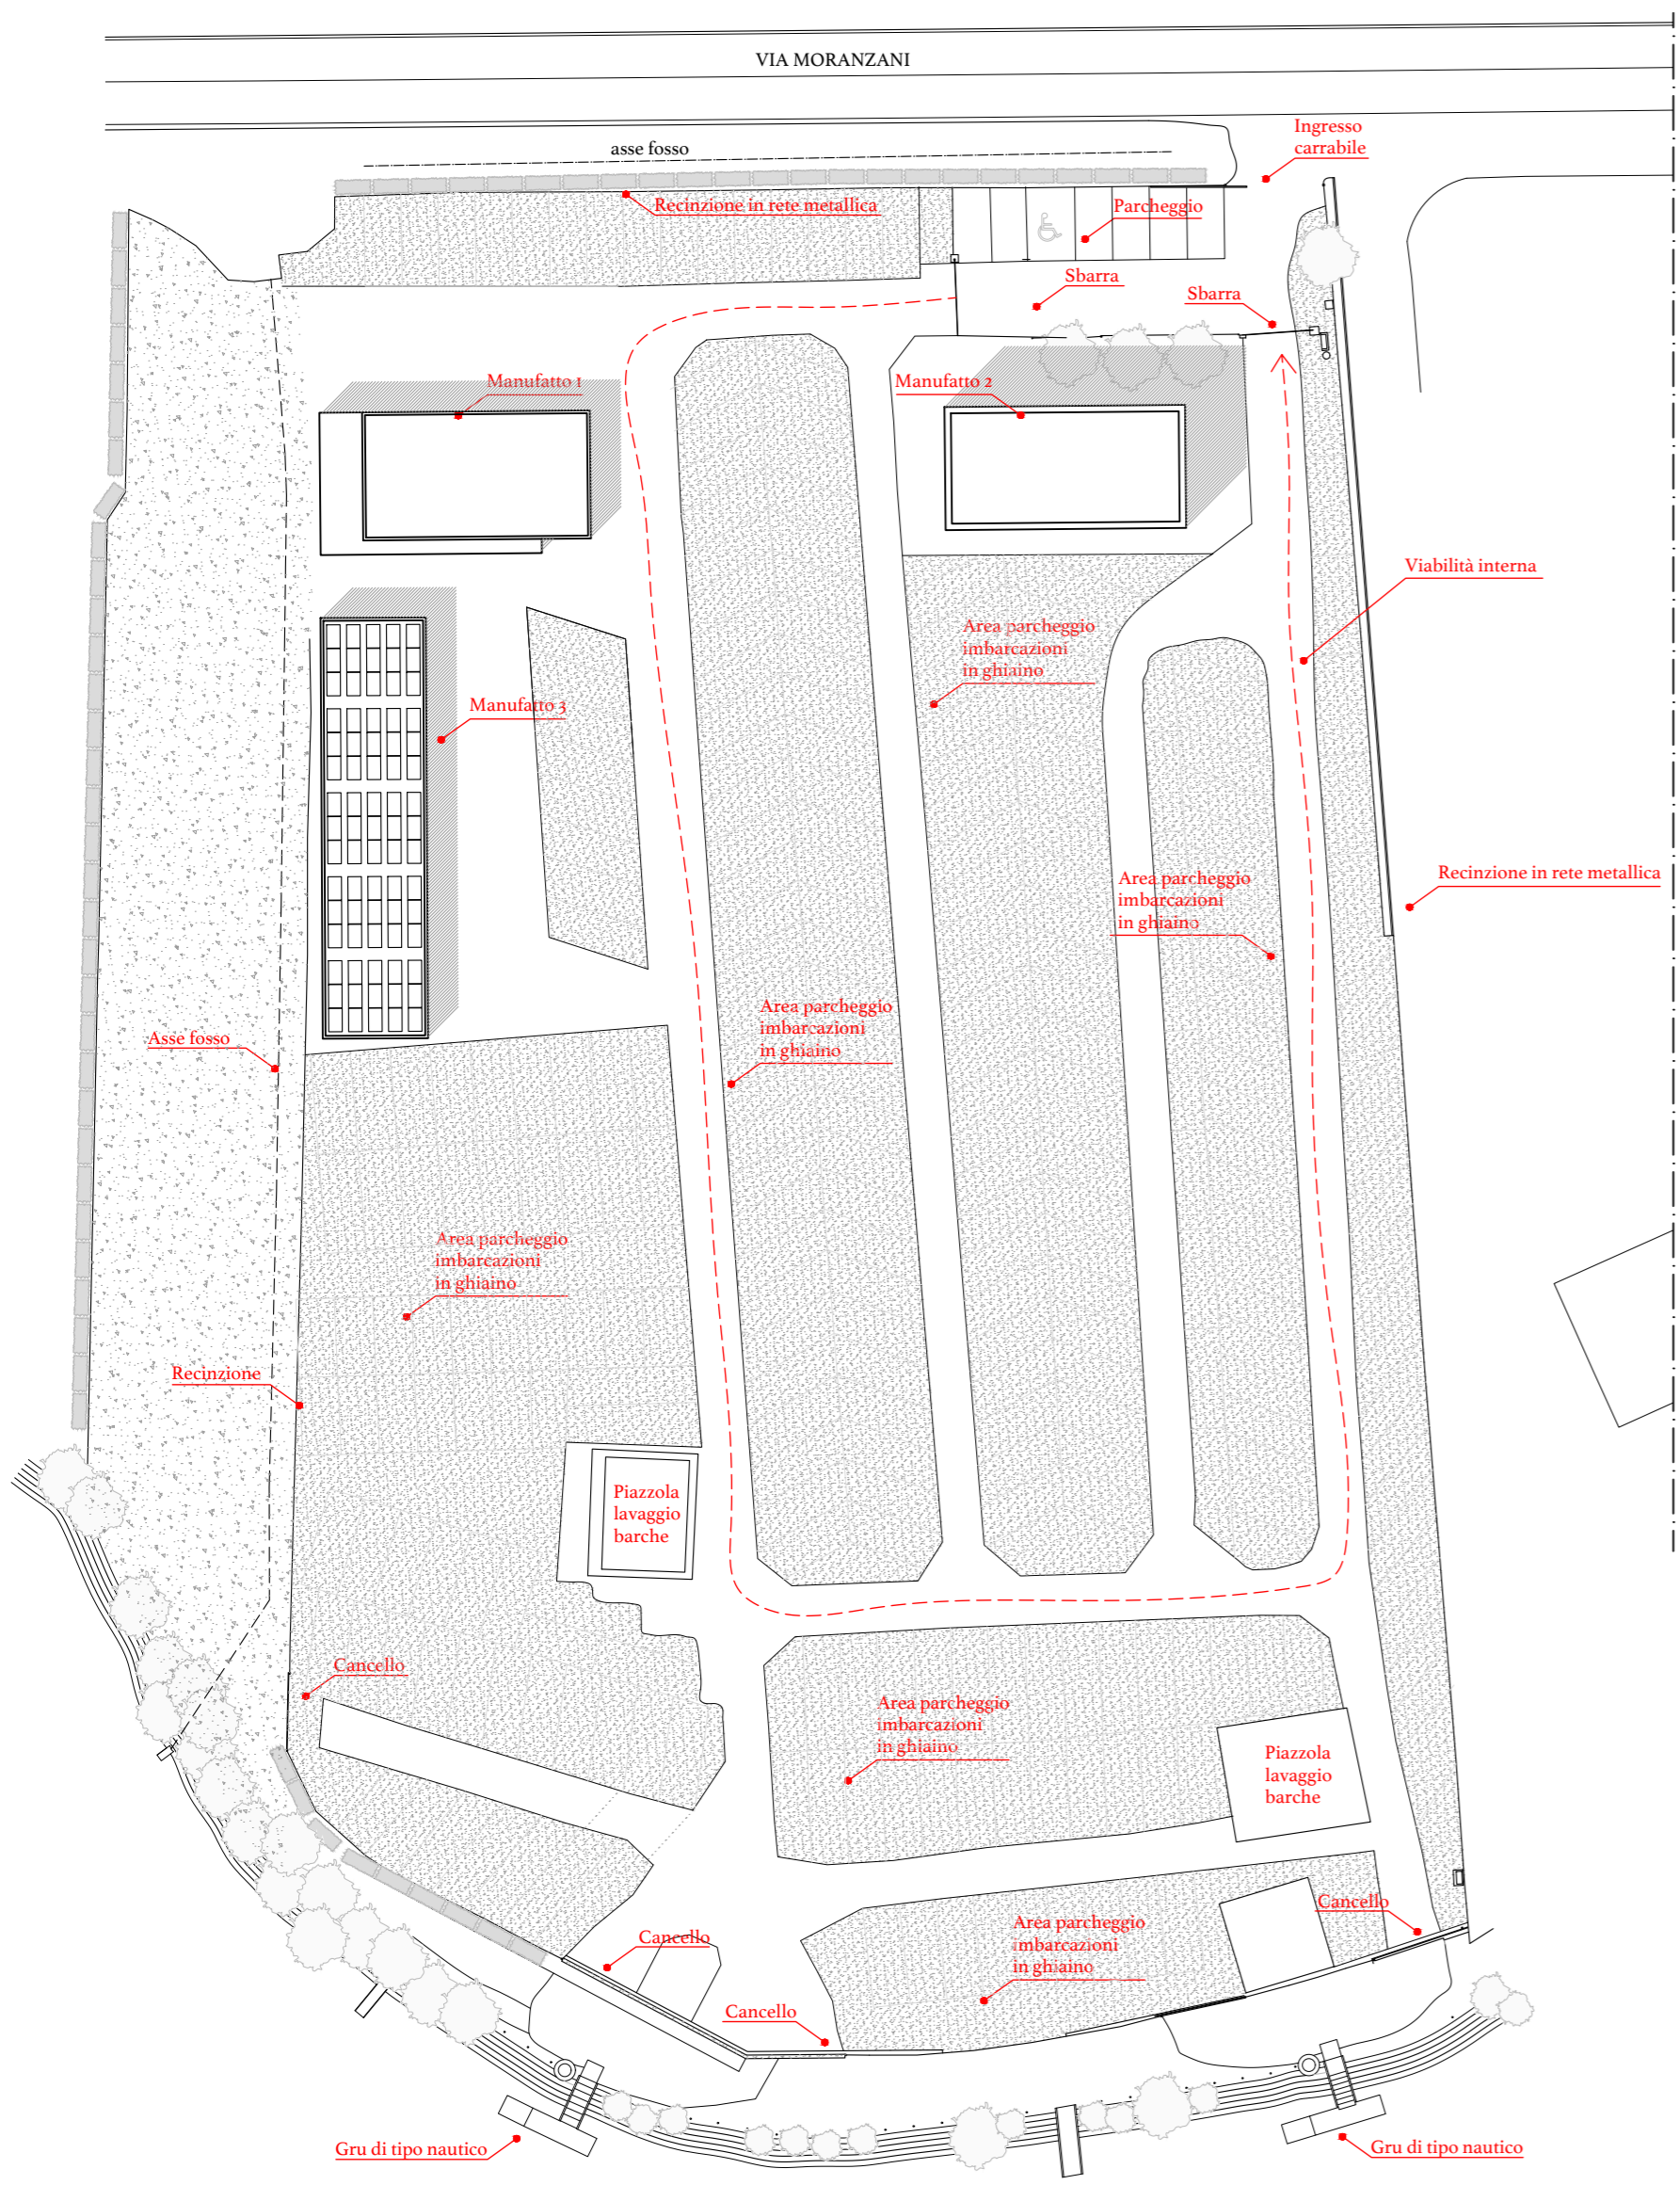 VIA MORANZANI
Ingresso
carrabile
asse fosso
Recinzione in rete metallica
Parcheggio
Sbarra
Sbarra
Manufatto 1
Manufatto 2
Viabilità interna
Area parcheggio
imbarcazioni
in ghiaino
Manufatto 3
Recinzione in rete metallica
Area parcheggio
imbarcazioni
in ghiaino
Area parcheggio
imbarcazioni
in ghiaino
Asse fosso
Area parcheggio
imbarcazioni
in ghiaino
Recinzione
Piazzola
lavaggio
barche
Cancello
Area parcheggio
imbarcazioni
in ghiaino
Piazzola
lavaggio
barche
Cancello
Area parcheggio
imbarcazioni
in ghiaino
Cancello
Cancello
Gru di tipo nautico
Gru di tipo nautico